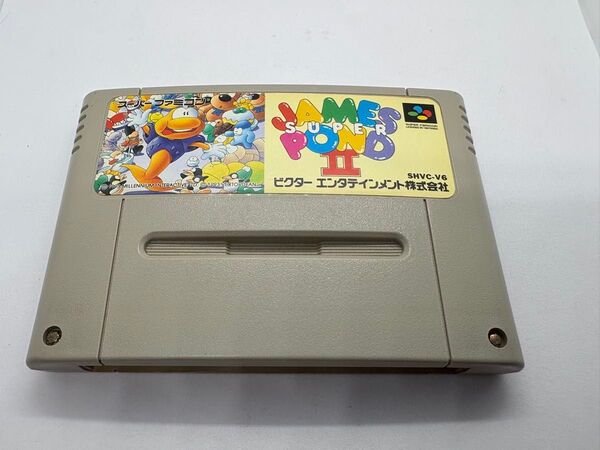 スーパーファミコン
JAMES
SUPER
POND
II
SHVC-V6
ビクター エンタテインメント株式会社